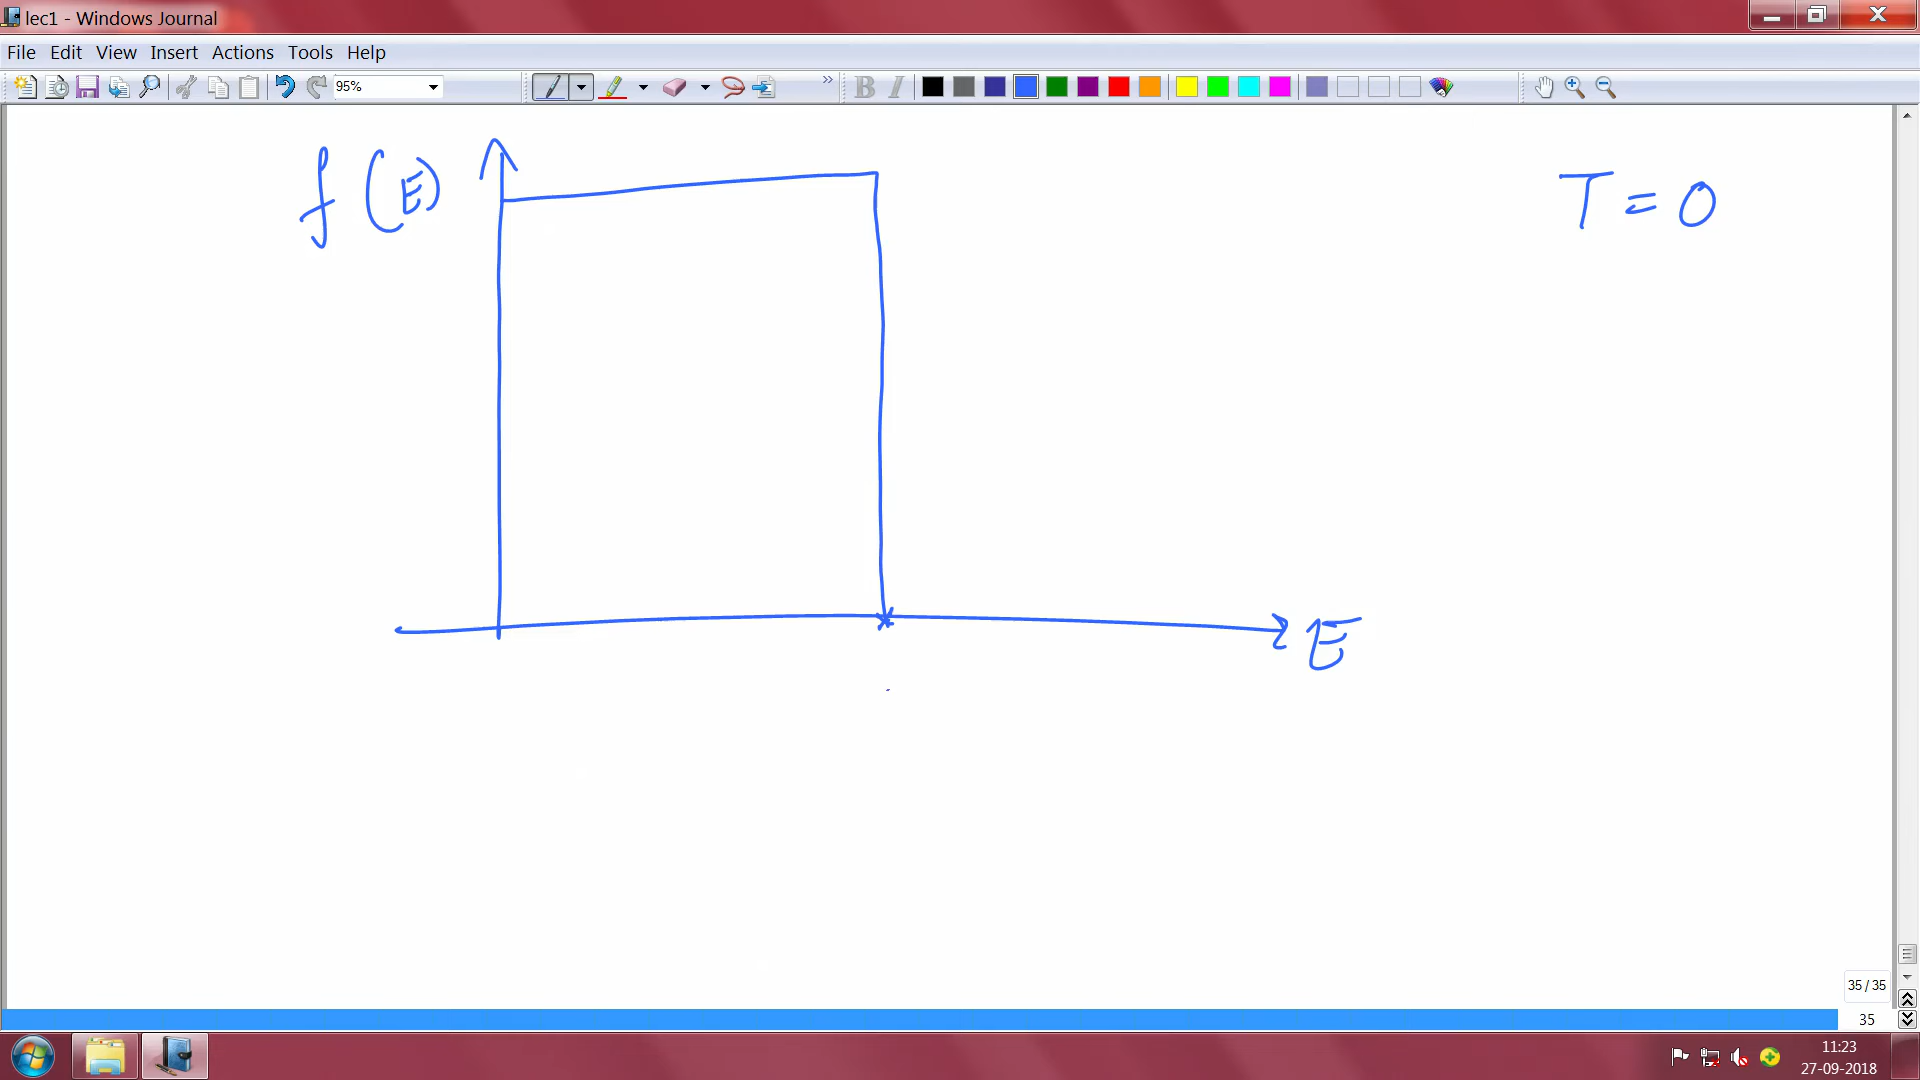 lec1 - Windows Journal
File Edit View Insert Actions Tools Help
95%
f(E)
T = 0
E
35 / 35
35
11:23
27-09-2018